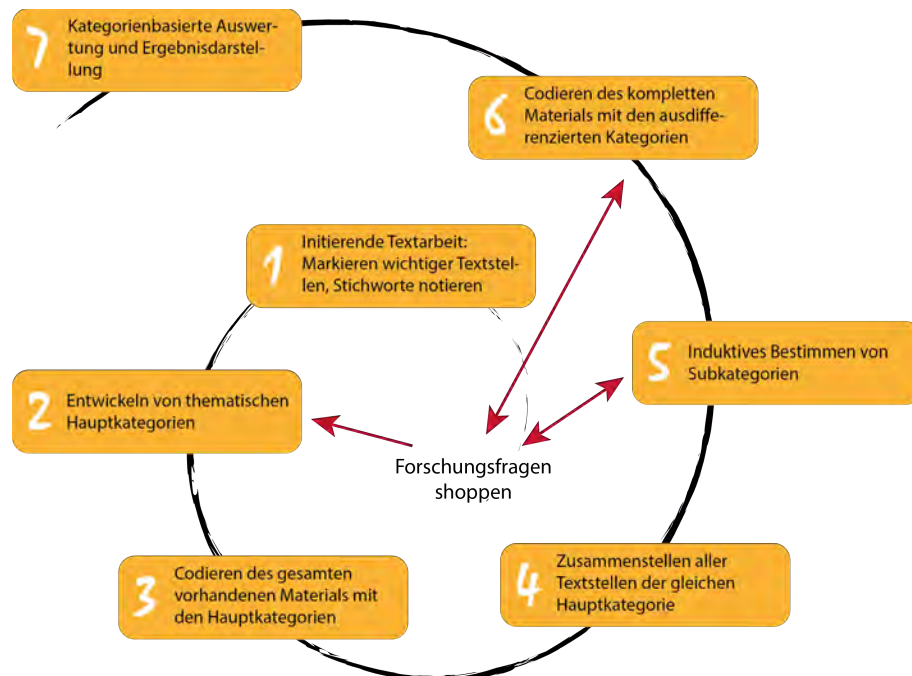 7
Kategorienbasierte Auswer-
tung und Ergebnisdarstel-
lung
6
Codieren des kompletten
Materials mit den ausdiffe-
renzierten Kategorien
1
Initierende Textarbeit:
Markieren wichtiger Textstel-
len, Stichworte notieren
5
Induktives Bestimmen von
Subkategorien
2
Entwickeln von thematischen
Hauptkategorien
Forschungsfragen
shoppen
3
Codieren des gesamten
vorhandenen Materials mit
den Hauptkategorien
4
Zusammenstellen aller
Textstellen der gleichen
Hauptkategorie